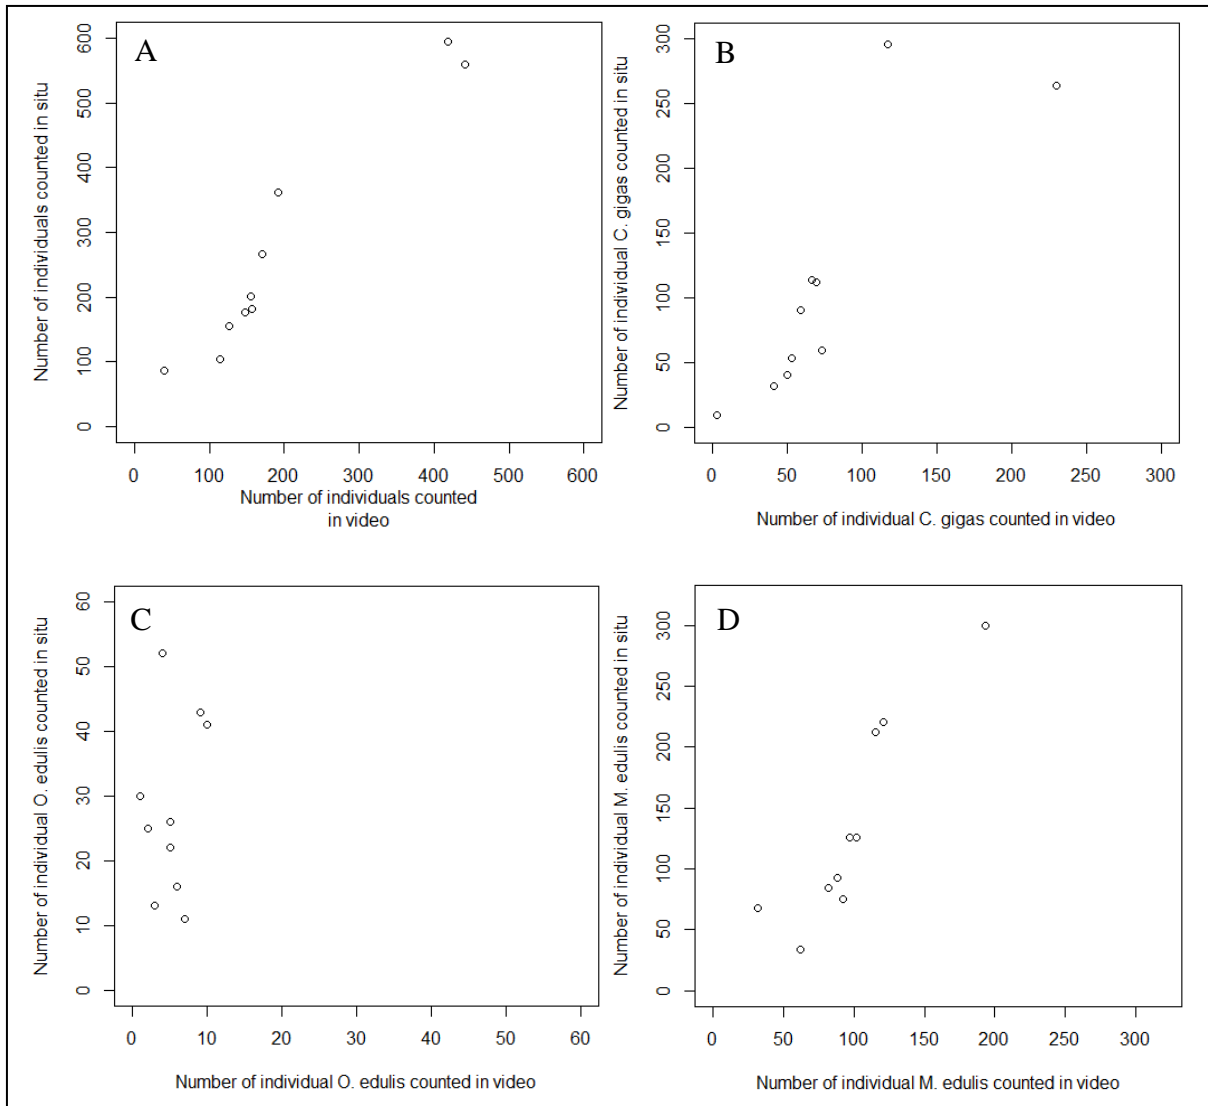 A
Number of individuals counted in situ
600
500
400
300
200
100
0
0 100 200 300 400 500 600
Number of individuals counted
in video
B
Number of individual C. gigas counted in situ
300
250
200
150
100
50
0
0 50 100 150 200 250 300
Number of individual C. gigas counted in video
C
Number of individual O. edulis counted in situ
60
50
40
30
20
10
0
0 10 20 30 40 50 60
Number of individual O. edulis counted in video
D
Number of individual M. edulis counted in situ
300
250
200
150
100
50
0
0 50 100 150 200 250 300
Number of individual M. edulis counted in video